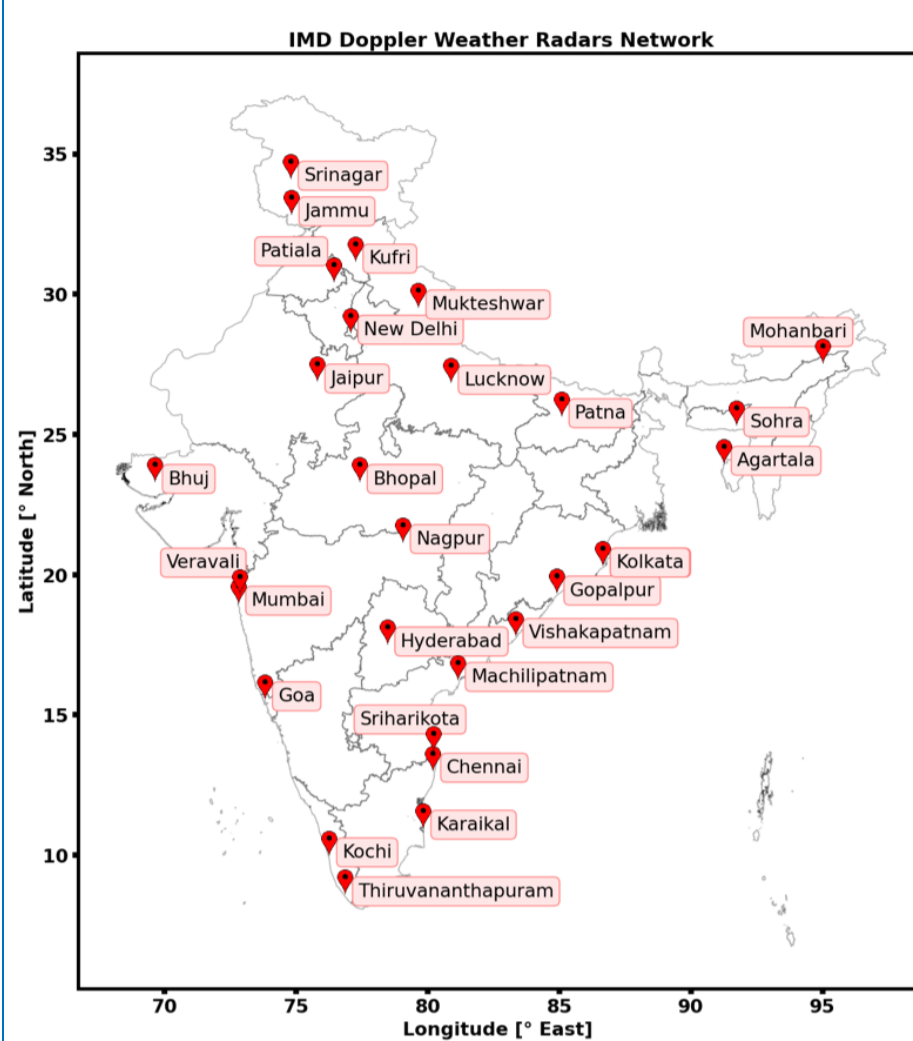 IMD Doppler Weather Radars Network
35
Srinagar
Jammu
Patiala
Kufri
30
Mukteshwar
New Delhi
Mohanbari
Jaipur
Lucknow
Patna
Sohra
25
Agartala
Bhuj
Bhopal
Nagpur
Veravali
Kolkata
20
Gopalpur
Mumbai
Vishakapatnam
Hyderabad
Machilipatnam
Goa
15
Sriharikota
Chennai
Karaikal
10
Kochi
Thiruvananthapuram
Latitude [° North]
70 75 80 85 90 95
Longitude [° East]